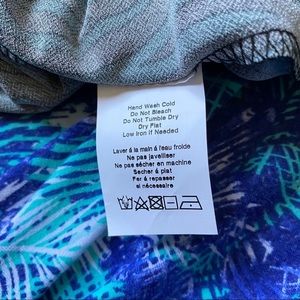 Hand Wash Cold
Do Not Bleach
Do Not Tumble Dry
Dry Flat
Low Iron if Needed
Laver á la main á l'eau froide
Ne pas javelliser
Ne pas sécher en machine
Secher á plat
Fer á repasser
si nécessaire